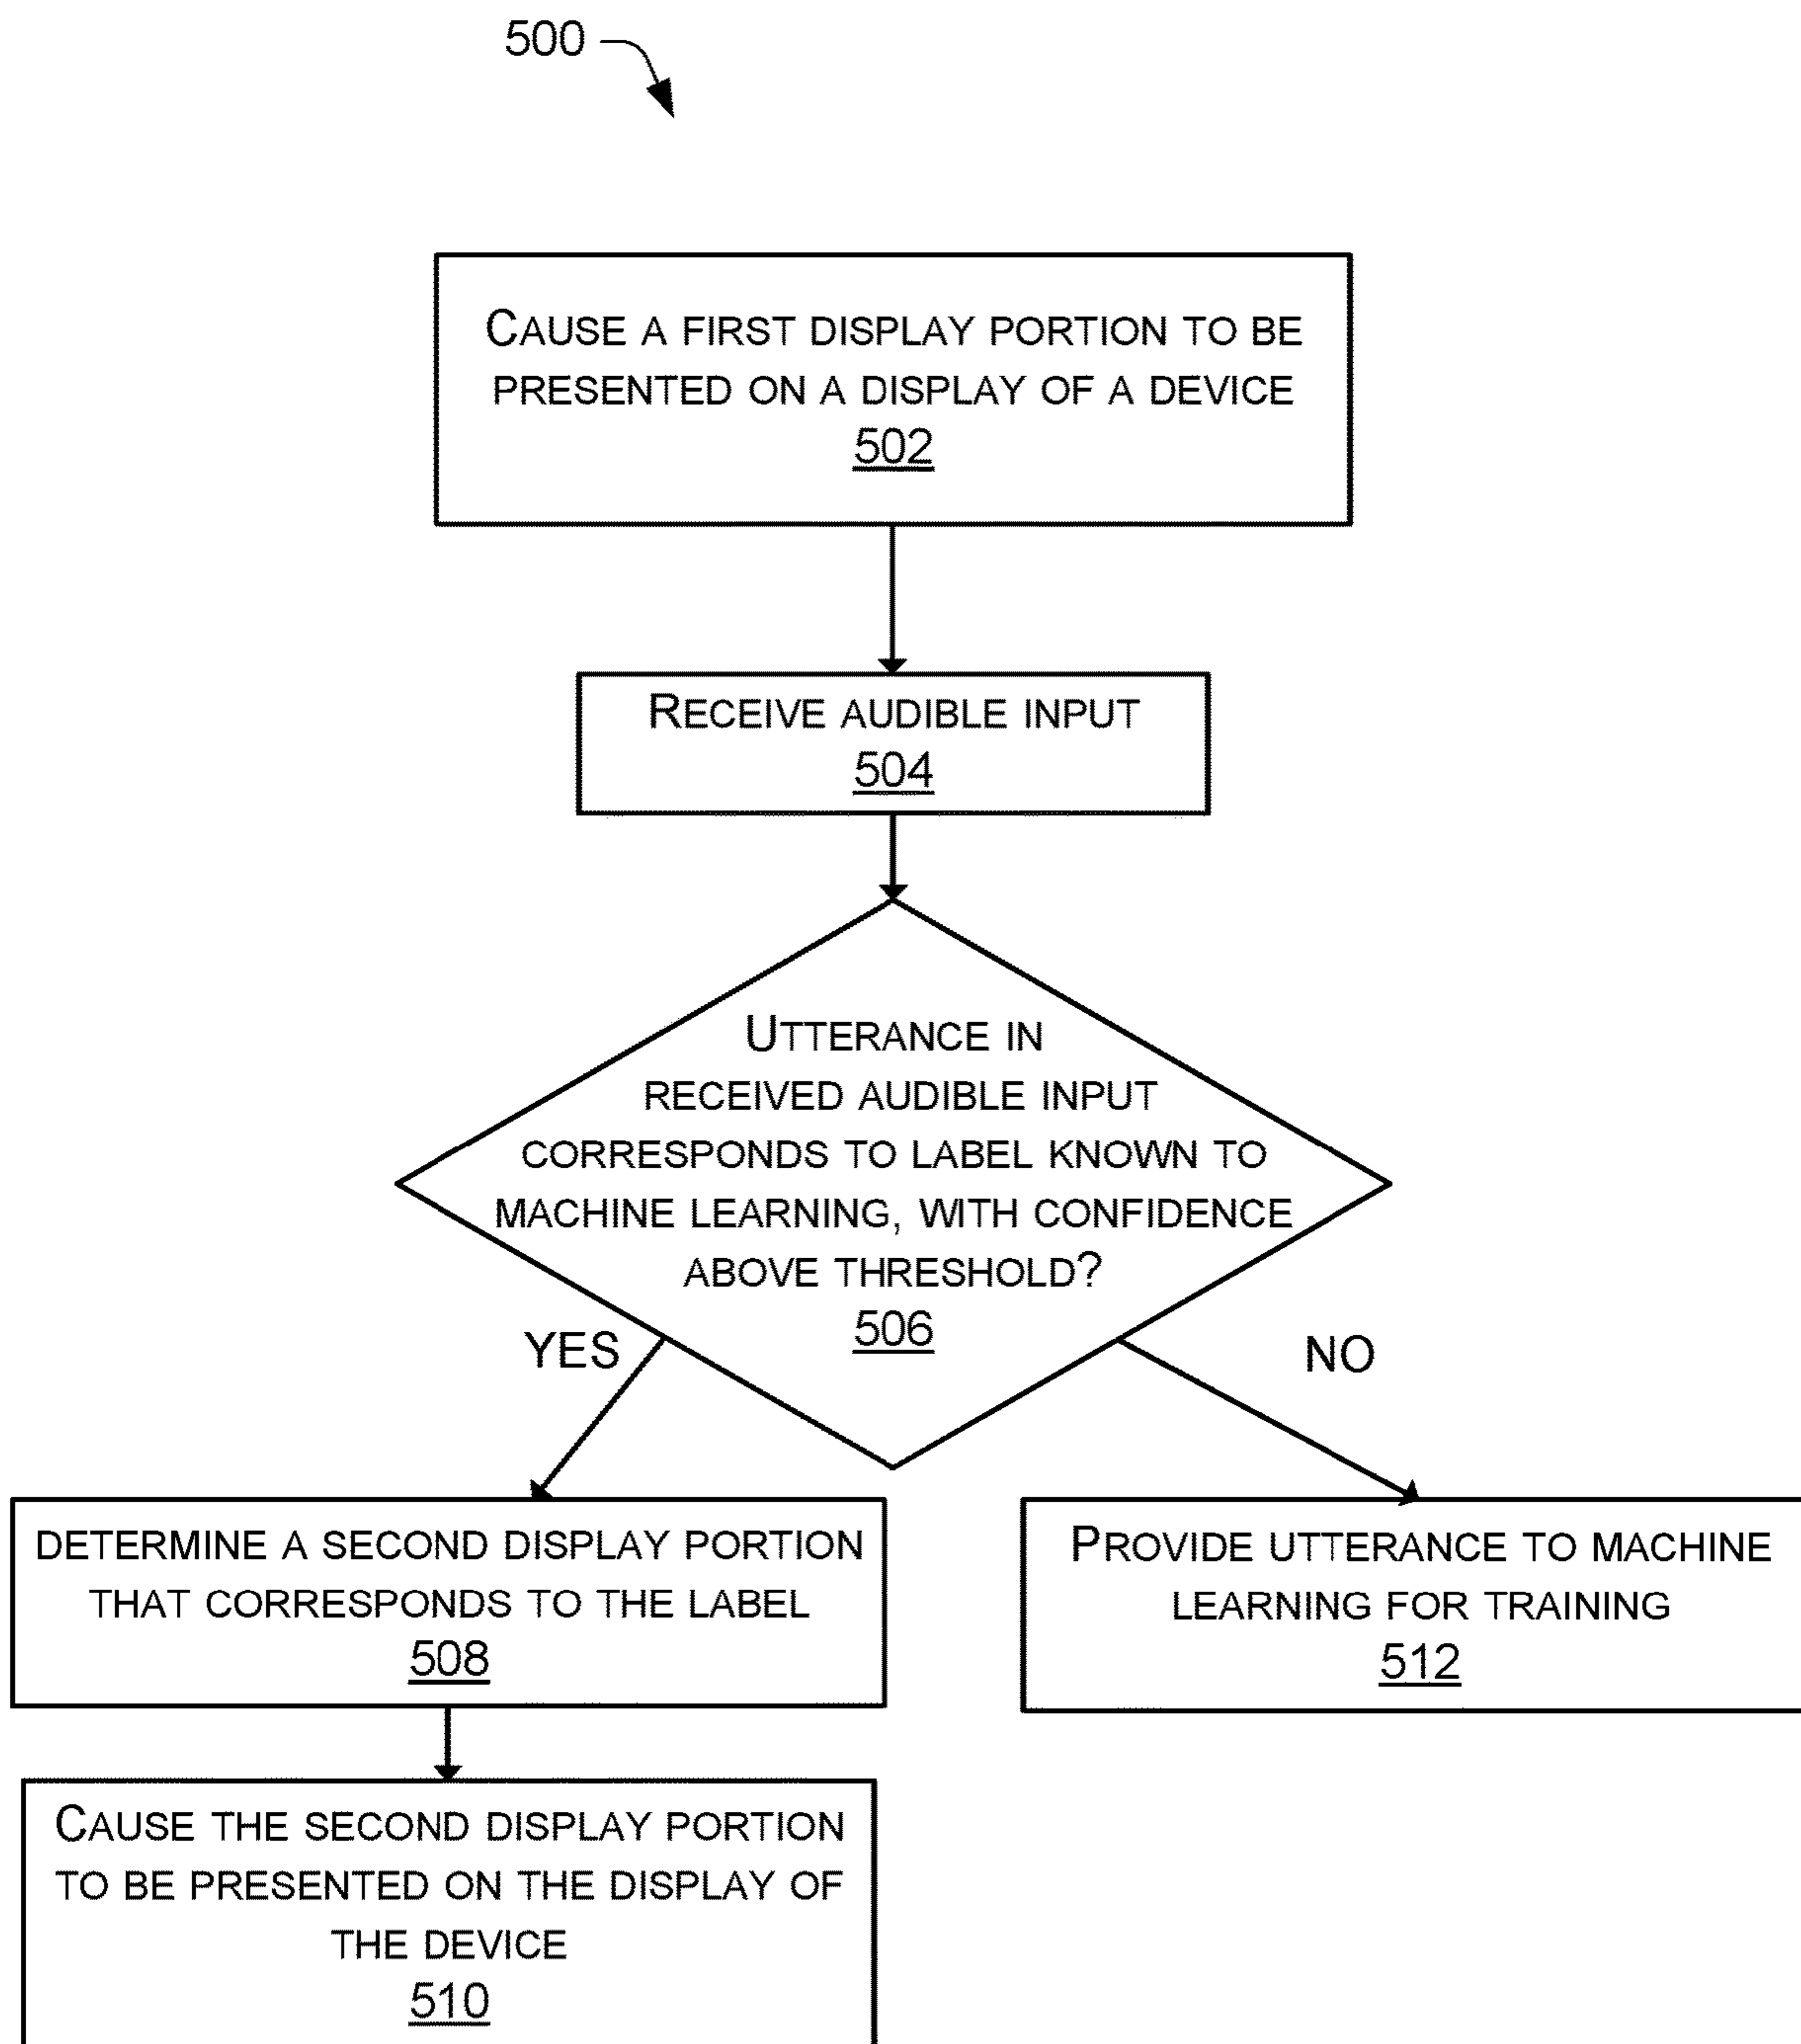 500
CAUSE A FIRST DISPLAY PORTION TO BE
PRESENTED ON A DISPLAY OF A DEVICE
502
RECEIVE AUDIBLE INPUT
504
UTTERANCE IN
RECEIVED AUDIBLE INPUT
CORRESPONDS TO LABEL KNOWN TO
MACHINE LEARNING, WITH CONFIDENCE
ABOVE THRESHOLD?
506
YES
NO
DETERMINE A SECOND DISPLAY PORTION
THAT CORRESPONDS TO THE LABEL
508
PROVIDE UTTERANCE TO MACHINE
LEARNING FOR TRAINING
512
CAUSE THE SECOND DISPLAY PORTION
TO BE PRESENTED ON THE DISPLAY OF
THE DEVICE
510